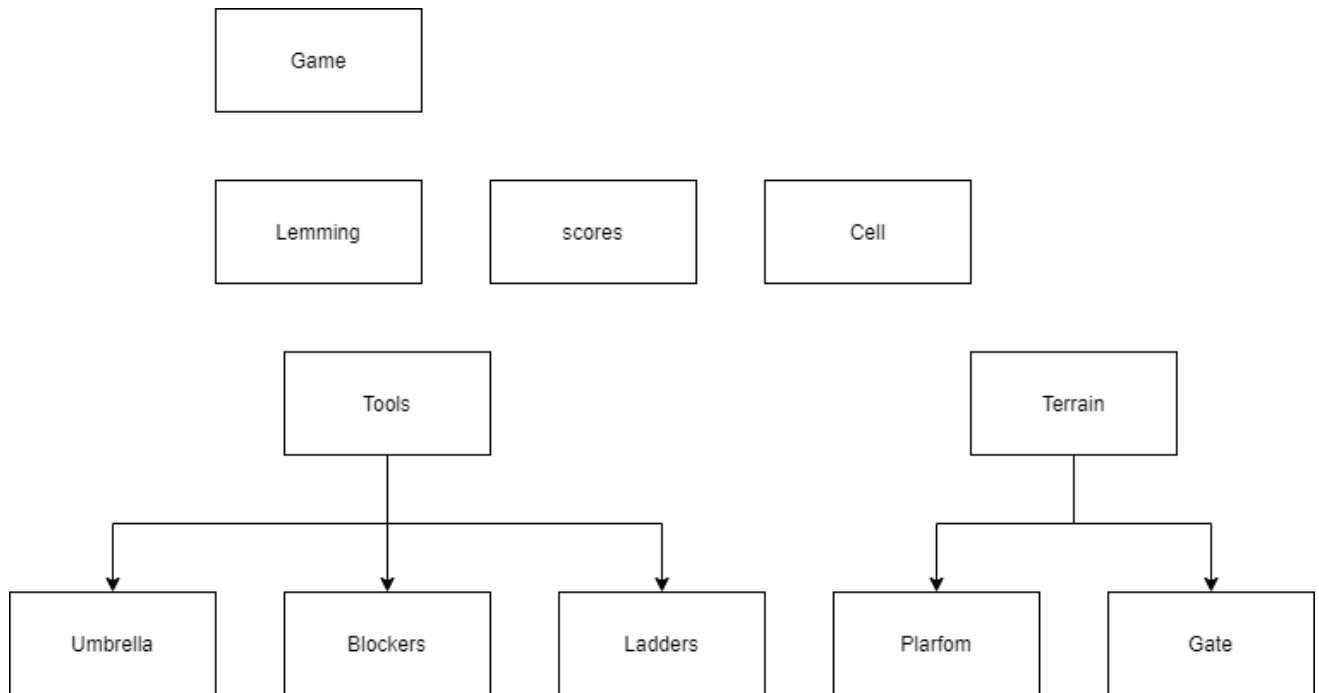 Game
Lemming
scores
Cell
Tools
Terrain
Umbrella
Blockers
Ladders
Plarfom
Gate